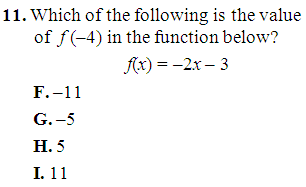 11. Which of the following is the value
of f(–4) in the function below?
f(x) = –2x – 3
F. –11
G. –5
H. 5
I. 11